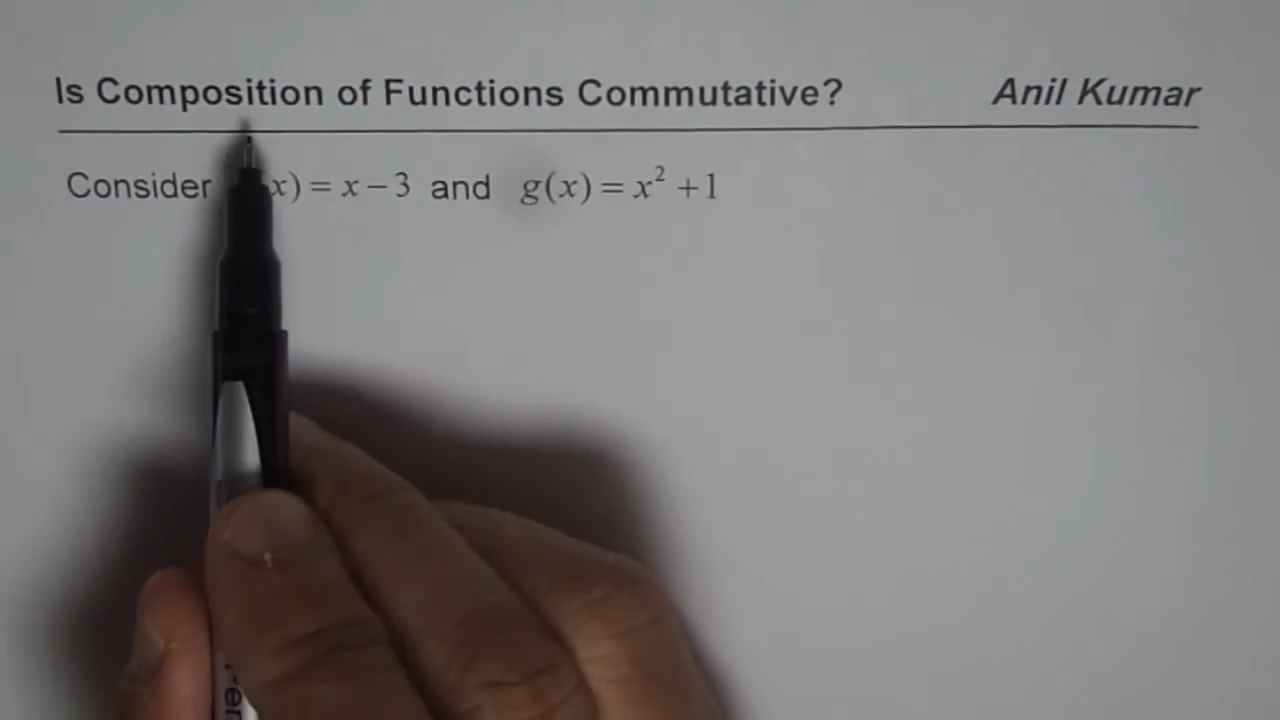 Is Composition of Functions Commutative? Anil Kumar
Consider x) = x − 3 and g(x) = x² + 1